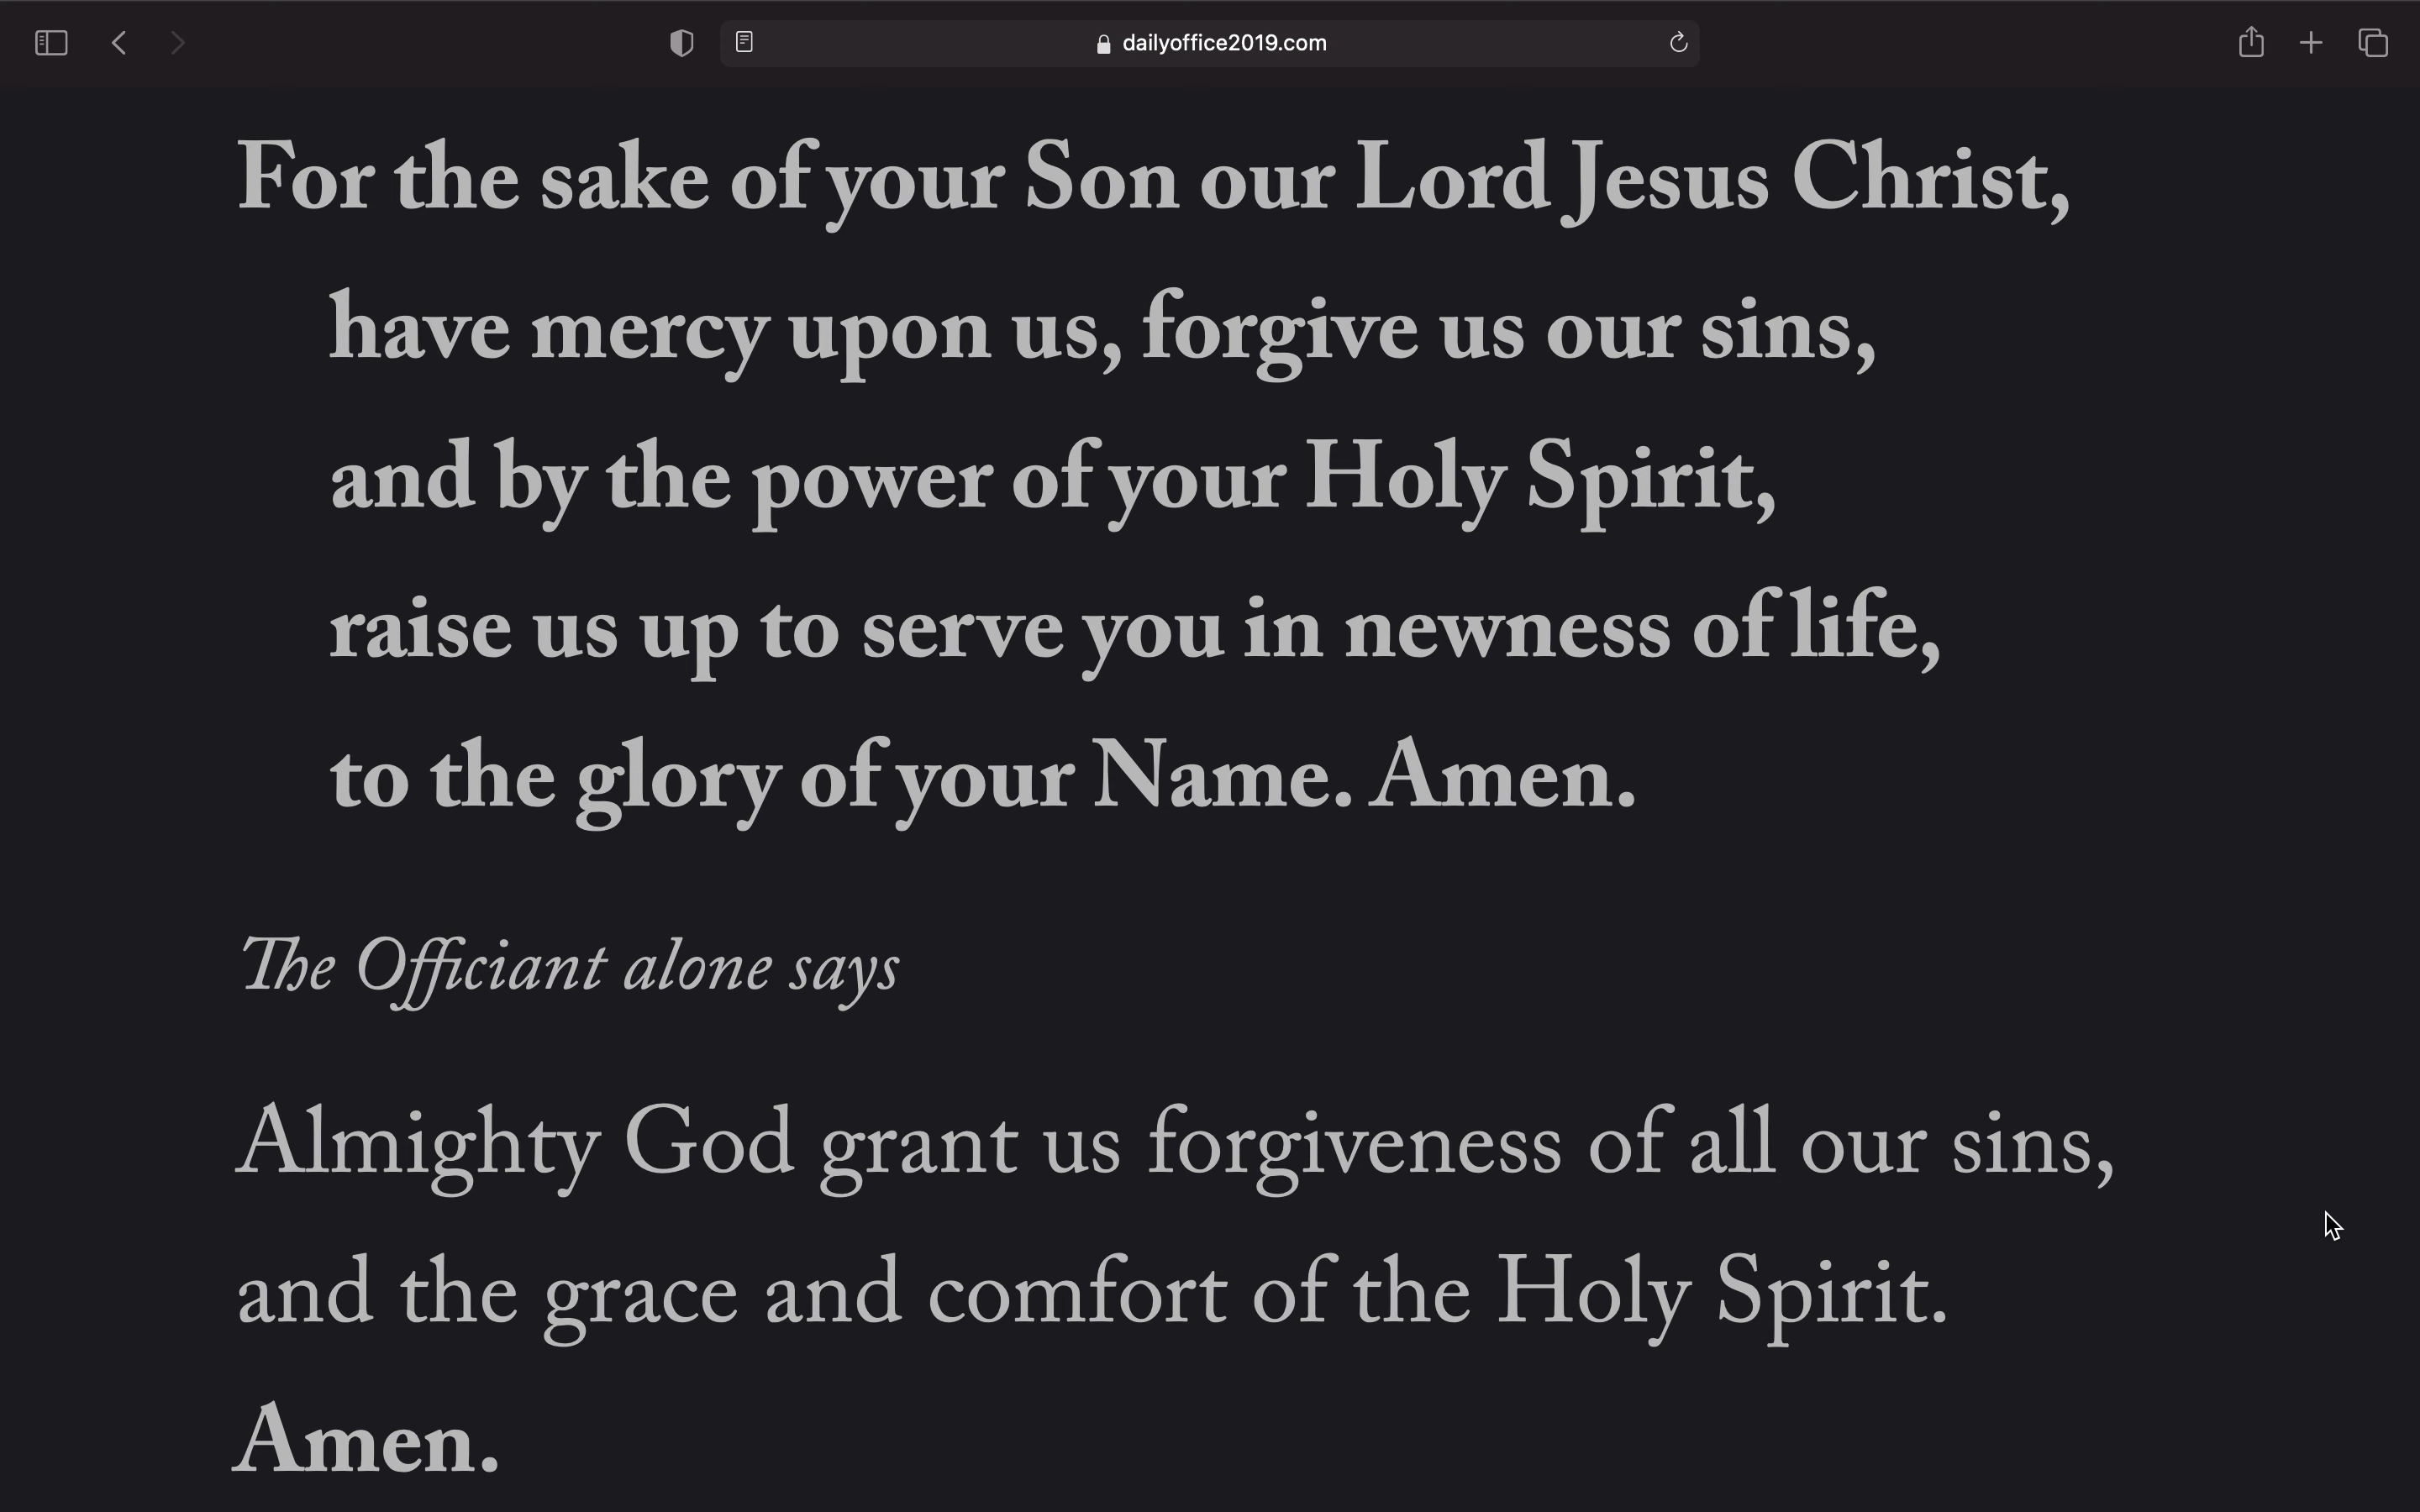 dailyoffice2019.com
For the sake of your Son our Lord Jesus Christ,
have mercy upon us, forgive us our sins,
and by the power of your Holy Spirit,
raise us up to serve you in newness of life,
to the glory of your Name. Amen.
The Officiant alone says
Almighty God grant us forgiveness of all our sins,
and the grace and comfort of the Holy Spirit.
Amen.